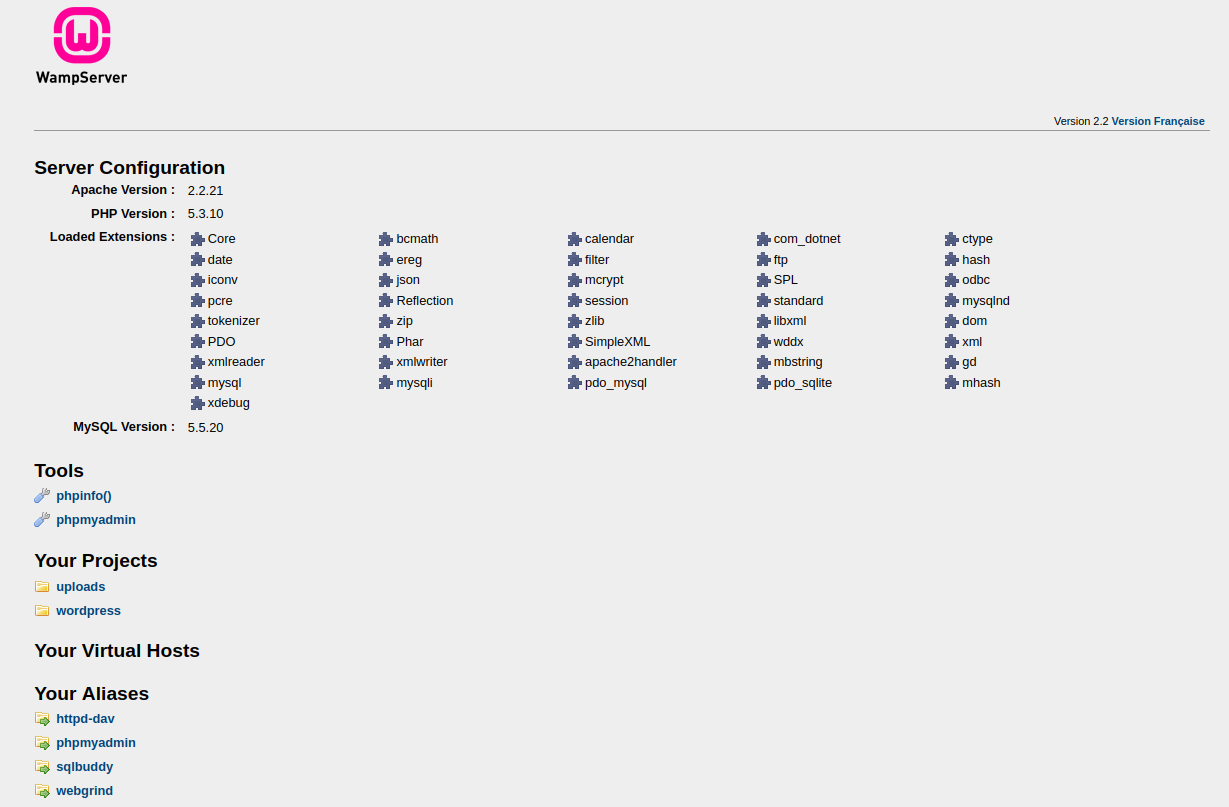 W
WampServer
Version 2.2 Version Française
Server Configuration
Apache Version : 2.2.21
PHP Version : 5.3.10
Loaded Extensions : Core bcmath calendar com_dotnet ctype
date ereg filter ftp hash
iconv json mcrypt SPL odbc
pcre Reflection session standard mysqlnd
tokenizer zip zlib libxml dom
PDO Phar SimpleXML wddx xml
xmlreader xmlwriter apache2handler mbstring gd
mysql mysqli pdo_mysql pdo_sqlite mhash
xdebug
MySQL Version : 5.5.20
Tools
phpinfo()
phpmyadmin
Your Projects
uploads
wordpress
Your Virtual Hosts
Your Aliases
httpd-dav
phpmyadmin
sqlbuddy
webgrind